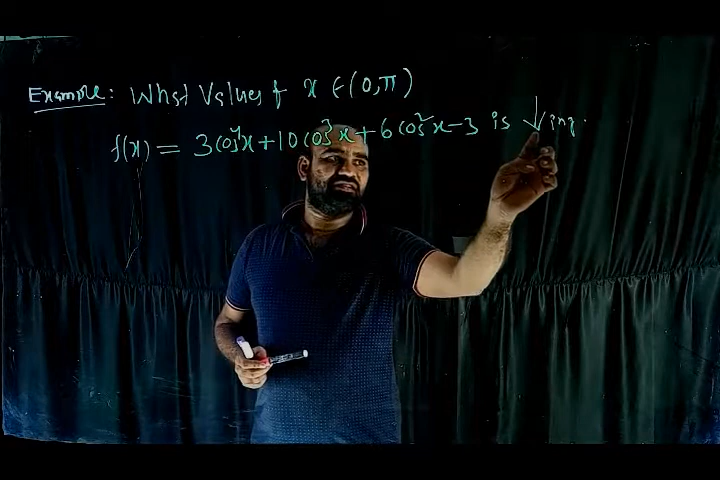 Example: What Values of x ∈ (0,π)
f(x) = 3cos⁴x + 10cos³x + 6cos²x - 3 is ↓ing.